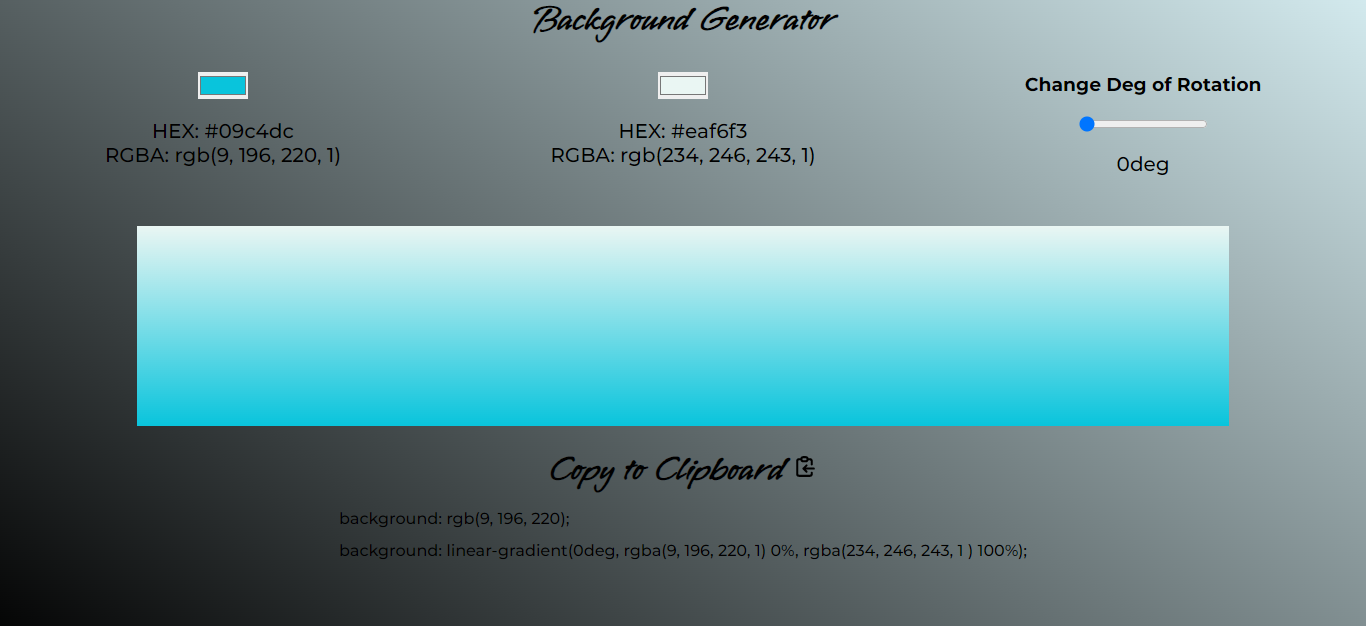 Background Generator
HEX: #09c4dc
RGBA: rgb(9, 196, 220, 1)
HEX: #eaf6f3
RGBA: rgb(234, 246, 243, 1)
Change Deg of Rotation
0deg
Copy to Clipboard
background: rgb(9, 196, 220);
background: linear-gradient(0deg, rgba(9, 196, 220, 1) 0%, rgba(234, 246, 243, 1 ) 100%);